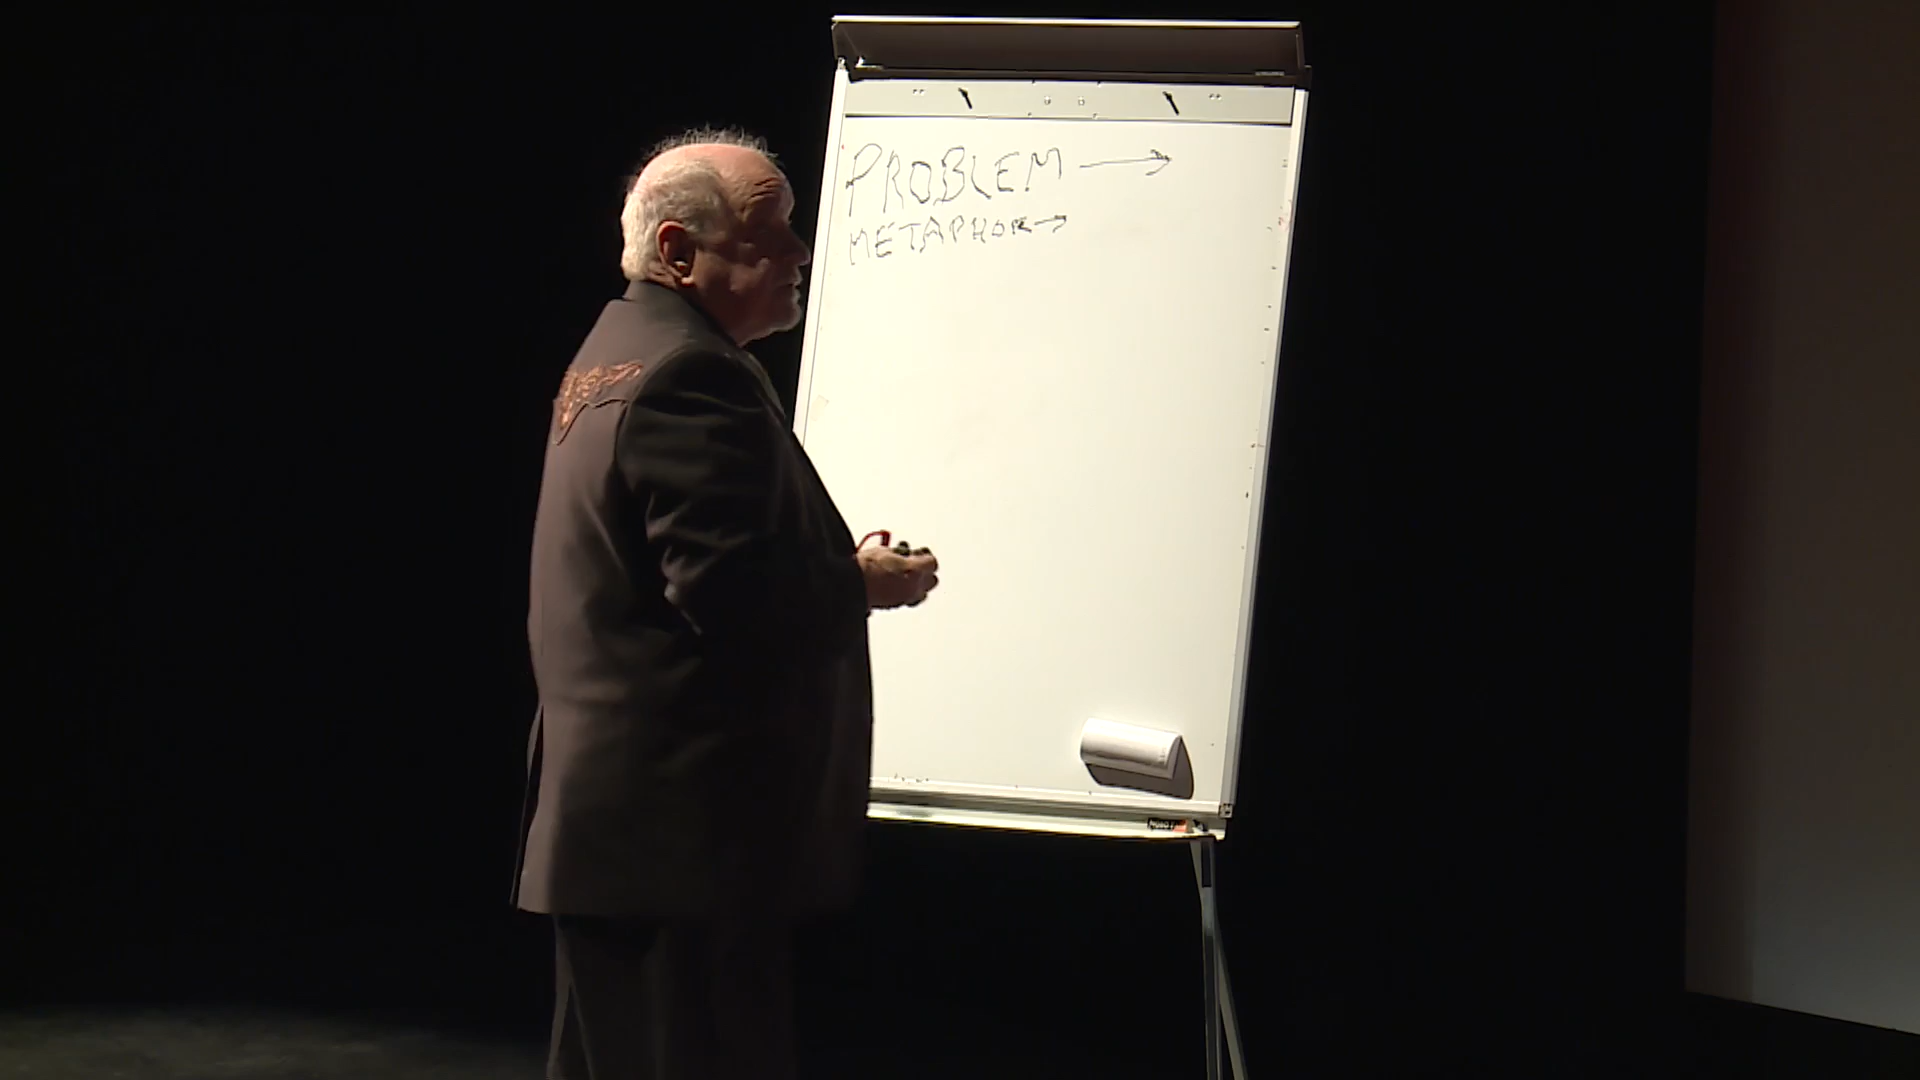 PROBLEM →
METAPHOR →